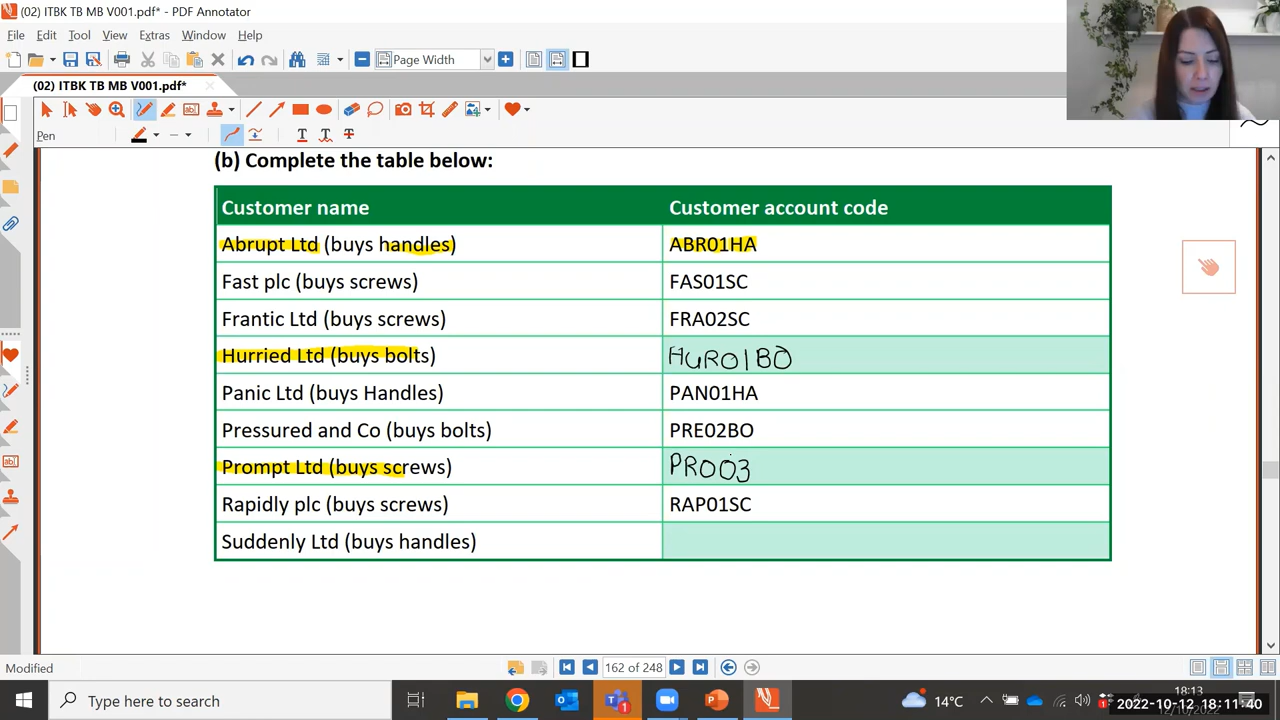 (02) ITBK TB MB V001.pdf* - PDF Annotator
File Edit Tool View Extras Window Help
Page Width
(02) ITBK TB MB V001.pdf*
Pen
(b) Complete the table below:
Customer name Customer account code
Abrupt Ltd (buys handles) ABR01HA
Fast plc (buys screws) FAS01SC
Frantic Ltd (buys screws) FRA02SC
Hurried Ltd (buys bolts) HUR01BO
Panic Ltd (buys Handles) PAN01HA
Pressured and Co (buys bolts) PRE02BO
Prompt Ltd (buys screws) PRO03
Rapidly plc (buys screws) RAP01SC
Suddenly Ltd (buys handles)
Modified 162 of 248
Type here to search 14°C 18:13
2022-10-12 18:11:40